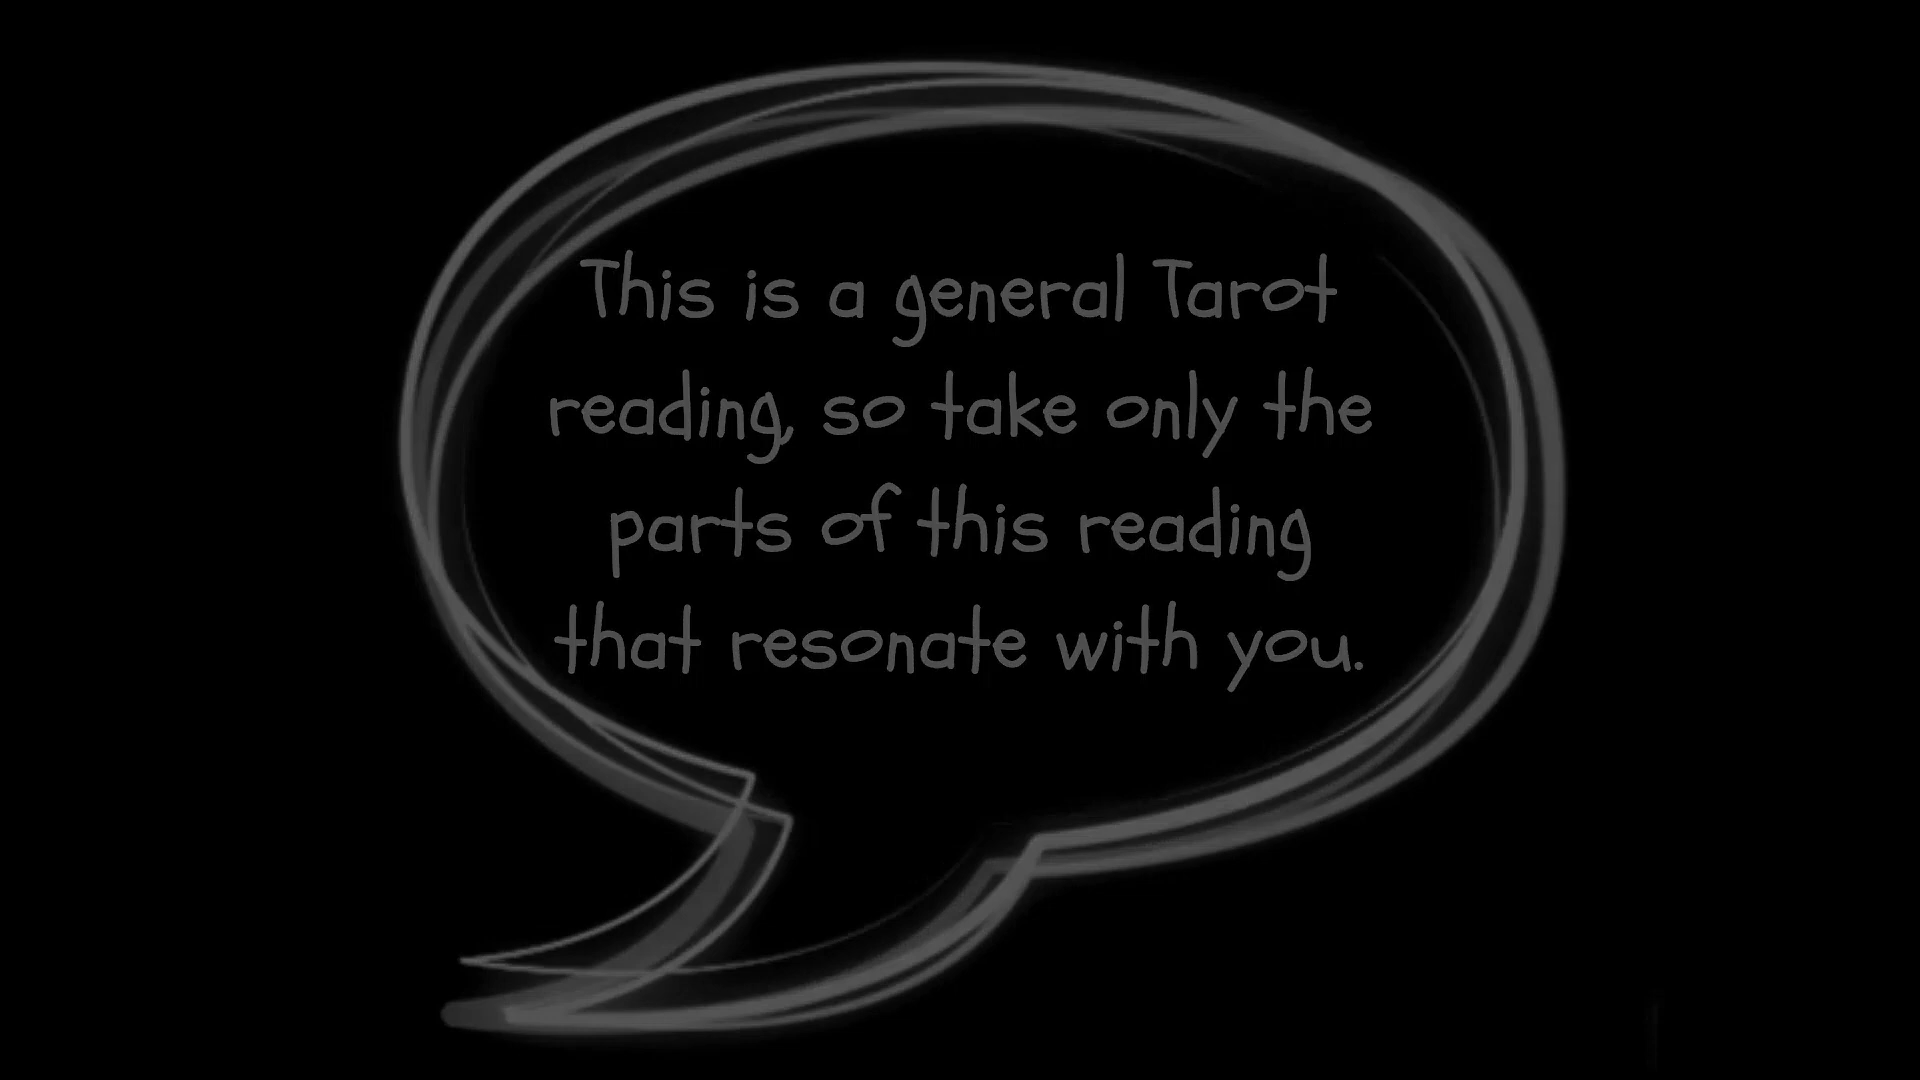 This is a general Tarot
reading, so take only the
parts of this reading
that resonate with you.